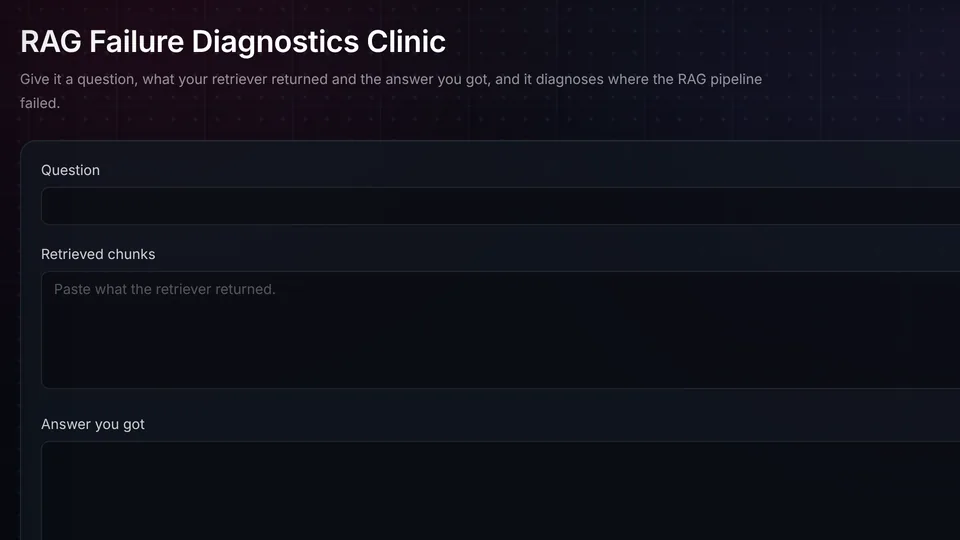 RAG Failure Diagnostics Clinic
Give it a question, what your retriever returned and the answer you got, and it diagnoses where the RAG pipeline
failed.
Question
Retrieved chunks
Paste what the retriever returned.
Answer you got